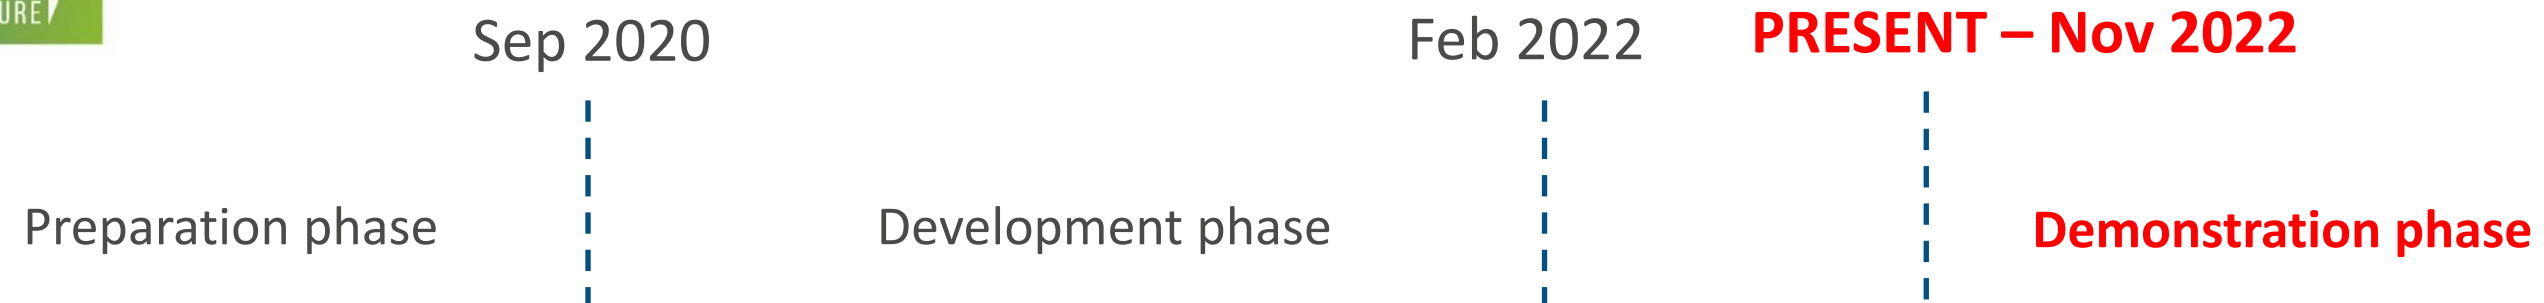 URE
Sep 2020
Feb 2022
PRESENT – Nov 2022
Preparation phase
Development phase
Demonstration phase